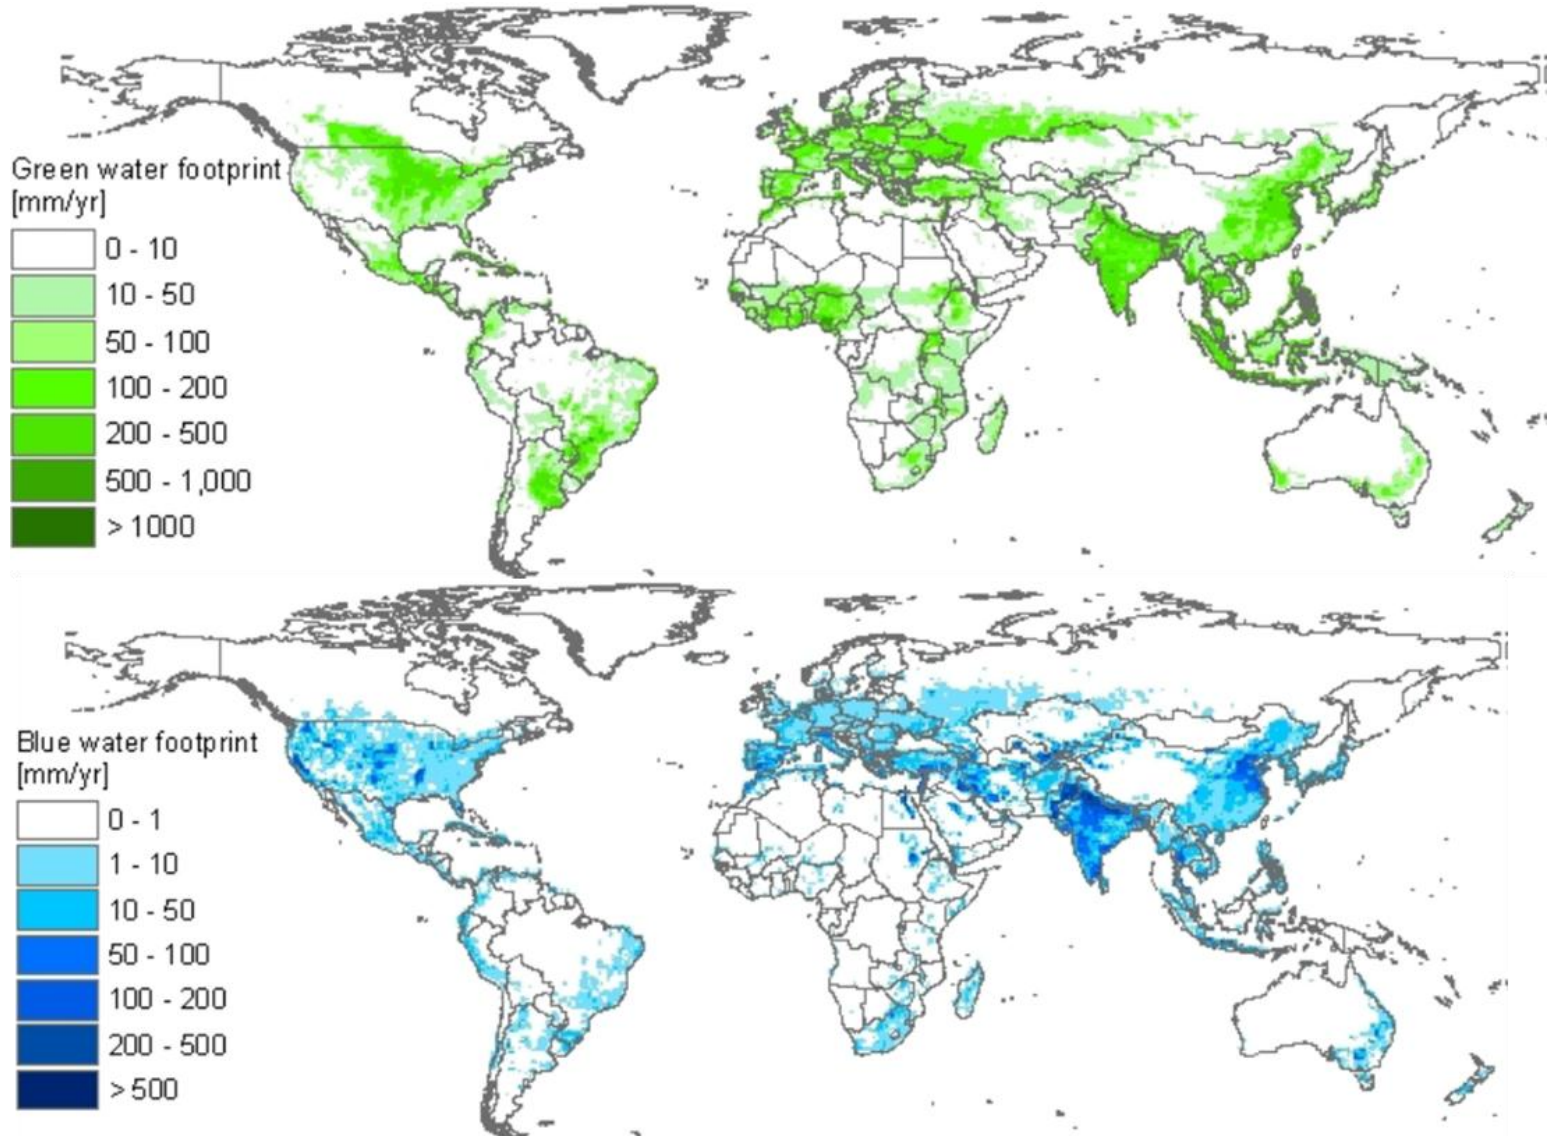 Green water footprint
[mm/yr]
0 - 10
10 - 50
50 - 100
100 - 200
200 - 500
500 - 1,000
> 1000
Blue water footprint
[mm/yr]
0 - 1
1 - 10
10 - 50
50 - 100
100 - 200
200 - 500
> 500